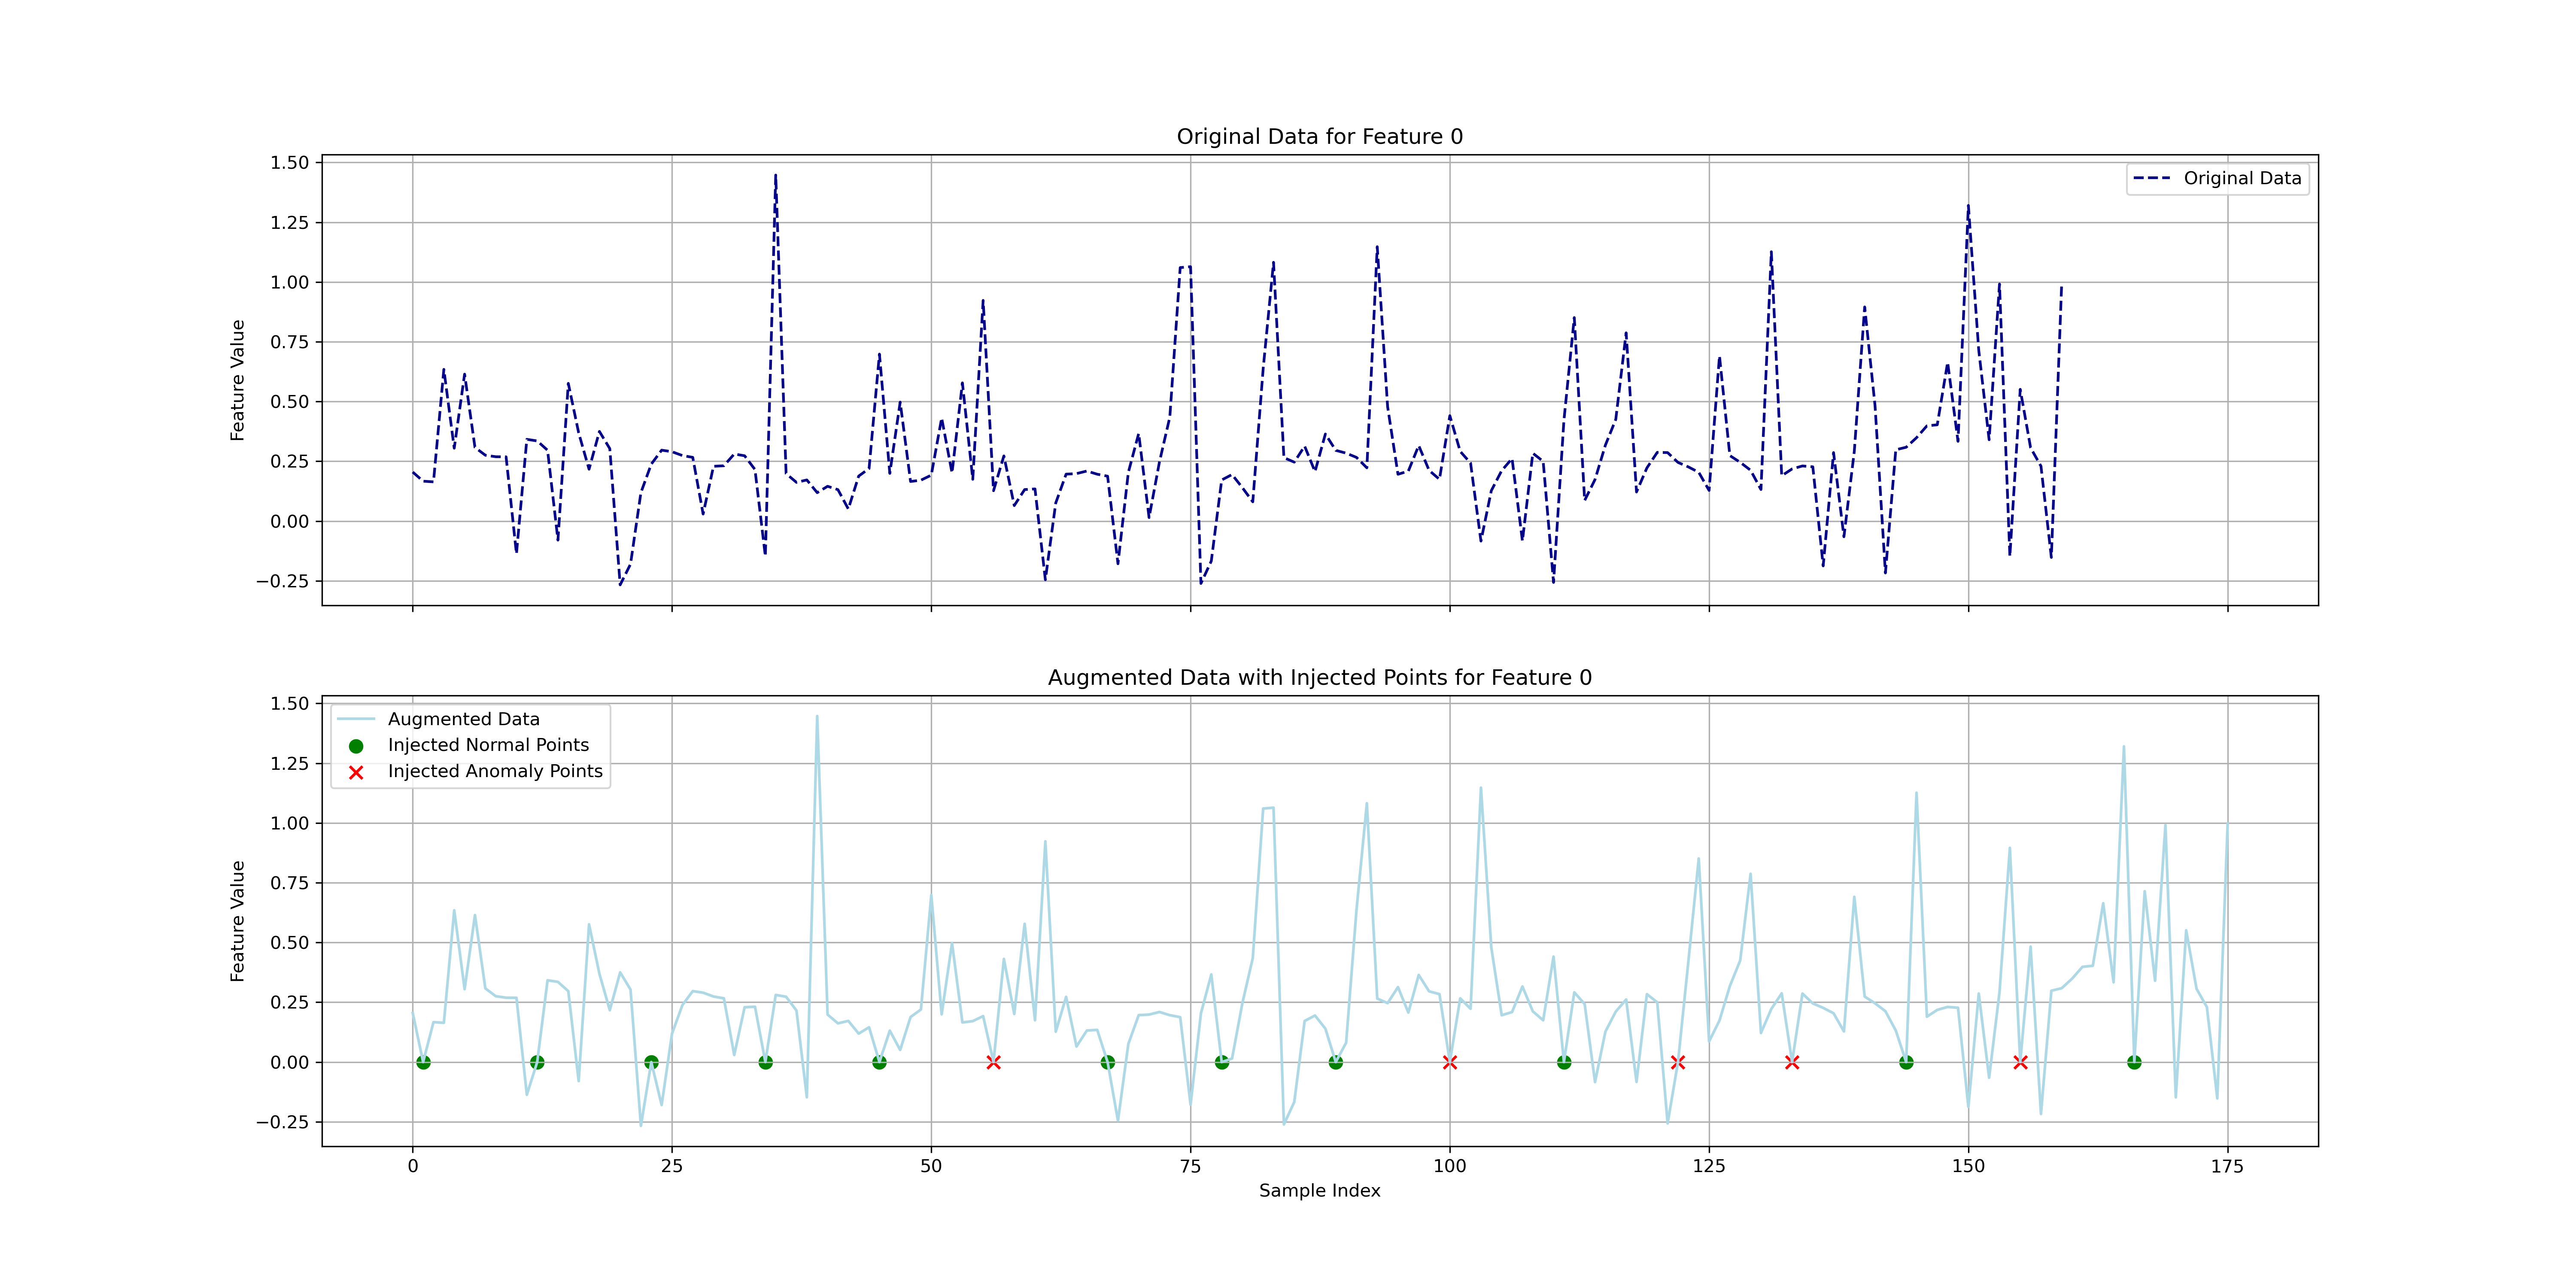 Original Data for Feature 0
1.50
1.25
1.00
0.75
0.50
0.25
0.00
−0.25
Feature Value
Original Data
Augmented Data with Injected Points for Feature 0
1.50
1.25
1.00
0.75
0.50
0.25
0.00
−0.25
Feature Value
Augmented Data
Injected Normal Points
Injected Anomaly Points
0 25 50 75 100 125 150 175
Sample Index